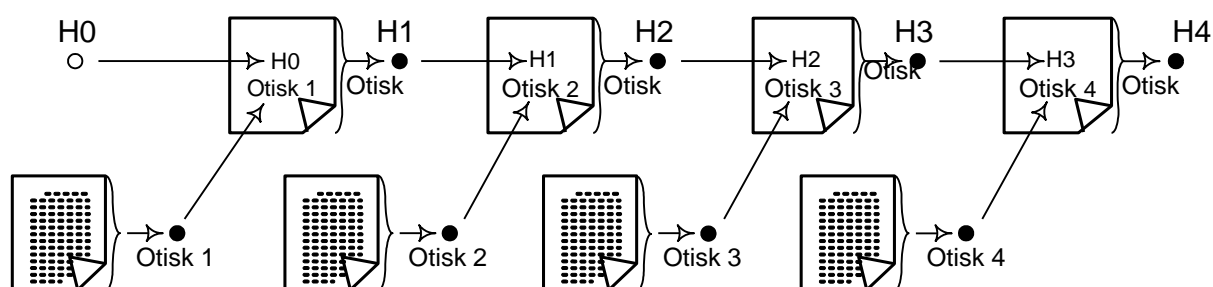 H0 H1 H2 H3 H4
H0 H1 H2 H3
Otisk 1 Otisk Otisk 2 Otisk Otisk 3 Otisk Otisk 4 Otisk
Otisk 1 Otisk 2 Otisk 3 Otisk 4